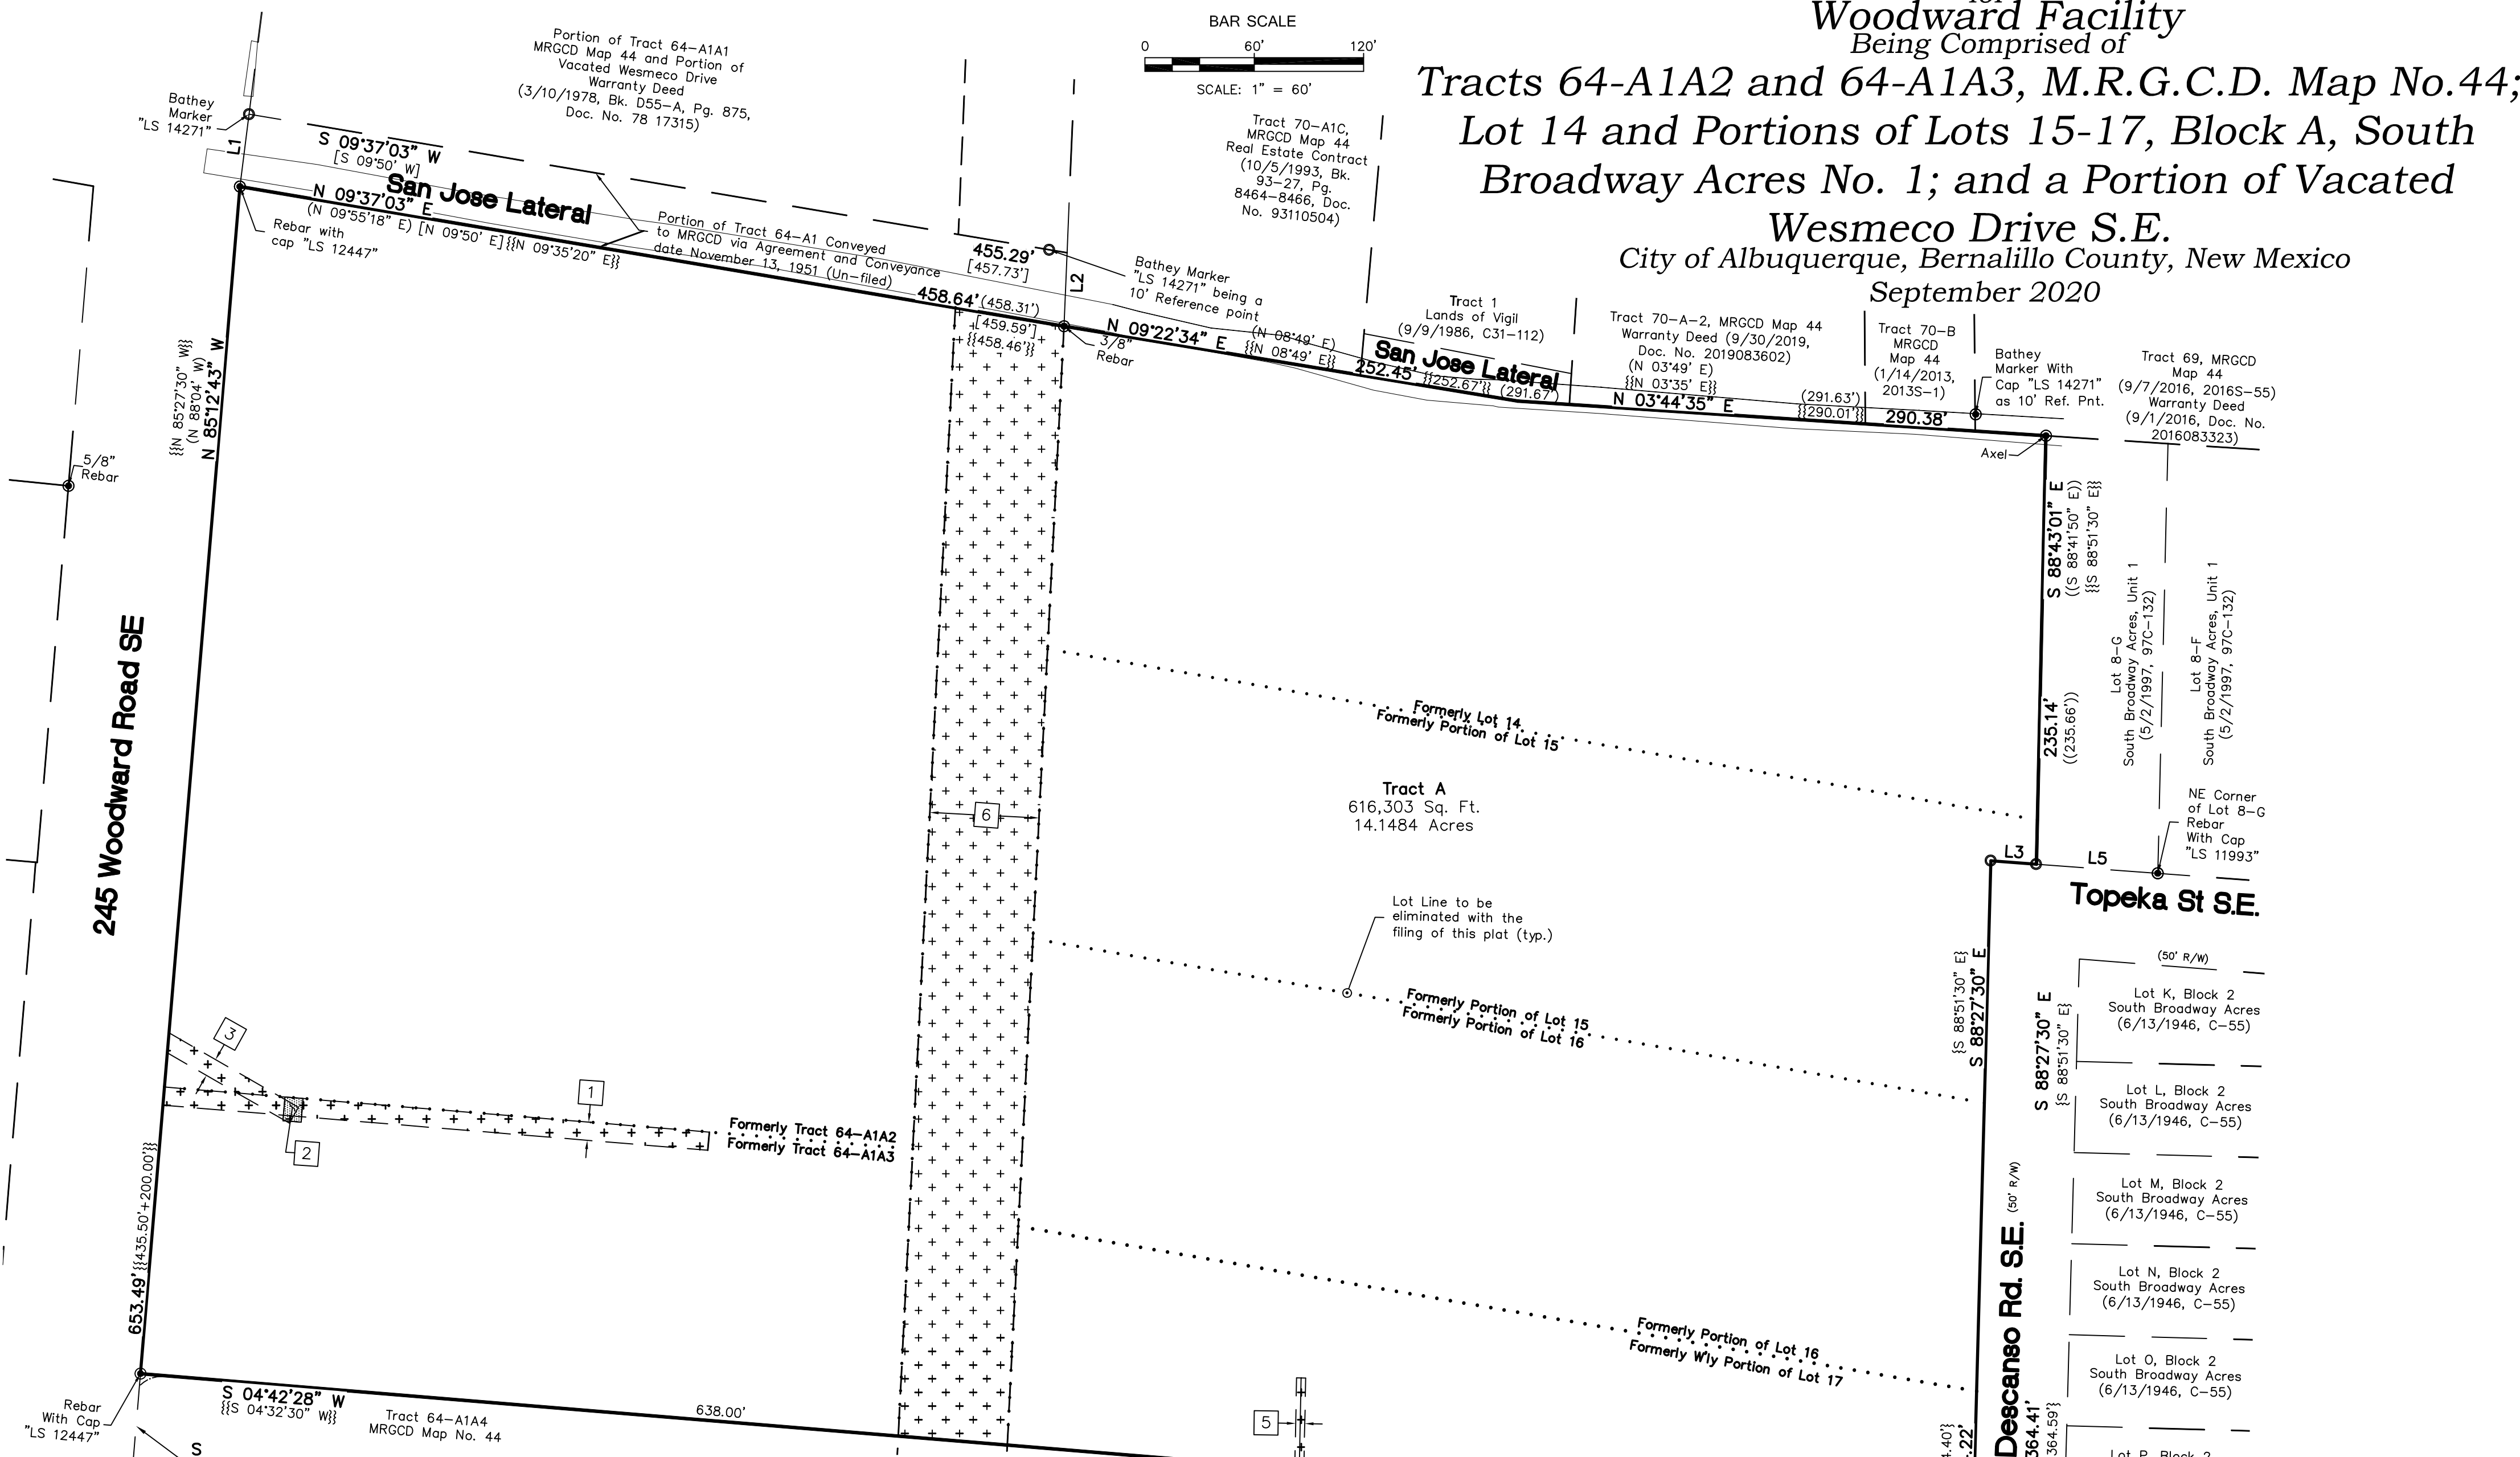 BAR SCALE
0 60' 120'
SCALE: 1" = 60'
Woodward Facility
Being Comprised of
Tracts 64-A1A2 and 64-A1A3, M.R.G.C.D. Map No.44;
Lot 14 and Portions of Lots 15-17, Block A, South
Broadway Acres No. 1; and a Portion of Vacated
Wesmeco Drive S.E.
City of Albuquerque, Bernalillo County, New Mexico
September 2020
Portion of Tract 64-A1A1
MRGCD Map 44 and Portion of
Vacated Wesmeco Drive
Warranty Deed
(3/10/1978, Bk. D55-A, Pg. 875,
Doc. No. 78 17315)
Bathey
Marker
"LS 14271"
L1
S 09°37'03" W
[S 09°50' W]
San Jose Lateral
N 09°37'03" E
(N 09°55'18" E) [N 09°50' E]{{N 09°35'20" E}}
Rebar with
cap "LS 12447"
Portion of Tract 64-A1 Conveyed
to MRGCD via Agreement and Conveyance
date November 13, 1951 (Un-filed)
455.29'
[457.73']
L2
458.64' (458.31')
[459.59']
{{458.46'}}
3/8"
Rebar
Bathey Marker
"LS 14271" being a
10' Reference point
Tract 70-A1C,
MRGCD Map 44
Real Estate Contract
(10/5/1993, Bk.
93-27, Pg.
8464-8466, Doc.
No. 93110504)
N 09°22'34" E
(N 08°49' E)
{{N 08°49' E}}
Tract 1
Lands of Vigil
(9/9/1986, C31-112)
San Jose Lateral
252.45' {{252.67'}} (291.67')
Tract 70-A-2, MRGCD Map 44
Warranty Deed (9/30/2019,
Doc. No. 2019083602)
(N 03°49' E)
{{N 03°35' E}}
N 03°44'35" E
(291.63')
{{290.01'}}
290.38'
Tract 70-B
MRGCD
Map 44
(1/14/2013,
2013S-1)
Bathey
Marker With
Cap "LS 14271"
as 10' Ref. Pnt.
Tract 69, MRGCD
Map 44
(9/7/2016, 2016S-55)
Warranty Deed
(9/1/2016, Doc. No.
2016083323)
Axel
S 88°43'01" E
((S 88°41'50" E))
{{S 88°51'30" E}}
235.14'
((235.66'))
Lot 8-G
South Broadway Acres, Unit 1
(5/2/1997, 97C-132)
Lot 8-F
South Broadway Acres, Unit 1
(5/2/1997, 97C-132)
NE Corner
of Lot 8-G
Rebar
With Cap
"LS 11993"
L3
L5
Topeka St S.E.
(50' R/W)
{{N 85°27'30" W}}
(N 88°04' W)
N 85°12'43" W
5/8"
Rebar
245 Woodward Road SE
Formerly Lot 14
Formerly Portion of Lot 15
Tract A
616,303 Sq. Ft.
14.1484 Acres
6
Lot Line to be
eliminated with the
filing of this plat (typ.)
Formerly Portion of Lot 15
Formerly Portion of Lot 16
3
1
2
Formerly Tract 64-A1A2
Formerly Tract 64-A1A3
{S 88°51'30" E}
S 88°27'30" E
S 88°27'30" E
{S 88°51'30" E}
Lot K, Block 2
South Broadway Acres
(6/13/1946, C-55)
Lot L, Block 2
South Broadway Acres
(6/13/1946, C-55)
Lot M, Block 2
South Broadway Acres
(6/13/1946, C-55)
Lot N, Block 2
South Broadway Acres
(6/13/1946, C-55)
Lot O, Block 2
South Broadway Acres
(6/13/1946, C-55)
Lot P, Block 2
Descanso Rd. S.E. (50' R/W)
364.41'
364.59'}
.22'
.40'}
Formerly Portion of Lot 16
Formerly W'ly Portion of Lot 17
5
653.49' {{435.50'+200.00'}}
Rebar
With Cap
"LS 12447"
S 04°42'28" W
{{S 04°32'30" W}}
Tract 64-A1A4
MRGCD Map No. 44
638.00'
S